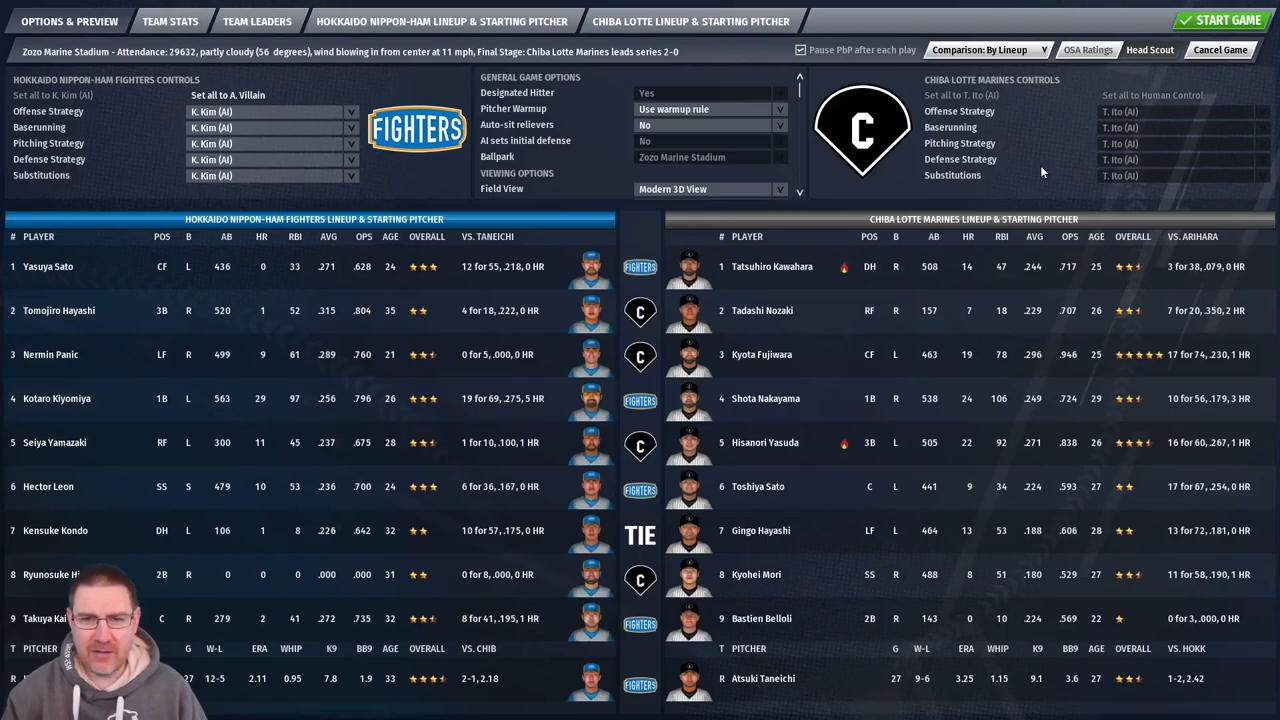 OPTIONS & PREVIEW TEAM STATS TEAM LEADERS HOKKAIDO NIPPON-HAM LINEUP & STARTING PITCHER CHIBA LOTTE LINEUP & STARTING PITCHER START GAME
Zozo Marine Stadium - Attendance: 29632, partly cloudy (56 degrees), wind blowing in from center at 11 mph, Final Stage: Chiba Lotte Marines leads series 2-0 Pause PbP after each play Comparison: By Lineup OSA Ratings Head Scout Cancel Game
HOKKAIDO NIPPON-HAM FIGHTERS CONTROLS
Set all to K. Kim (AI) Set all to A. Villain
Offense Strategy K. Kim (AI)
Baserunning K. Kim (AI)
Pitching Strategy K. Kim (AI)
Defense Strategy K. Kim (AI)
Substitutions K. Kim (AI)
FIGHTERS
GENERAL GAME OPTIONS
Designated Hitter Yes
Pitcher Warmup Use warmup rule
Auto-sit relievers No
AI sets initial defense No
Ballpark Zozo Marine Stadium
VIEWING OPTIONS
Field View Modern 3D View
C
CHIBA LOTTE MARINES CONTROLS
Set all to T. Ito (AI) Set all to Human Control
Offense Strategy T. Ito (AI)
Baserunning T. Ito (AI)
Pitching Strategy T. Ito (AI)
Defense Strategy T. Ito (AI)
Substitutions T. Ito (AI)
HOKKAIDO NIPPON-HAM FIGHTERS LINEUP & STARTING PITCHER CHIBA LOTTE MARINES LINEUP & STARTING PITCHER
# PLAYER POS B AB HR RBI AVG OPS AGE OVERALL VS. TANEICHI # PLAYER POS B AB HR RBI AVG OPS AGE OVERALL VS. ARIHARA
1 Yasuya Sato CF L 436 0 33 .271 .628 24 12 for 55, .218, 0 HR FIGHTERS 1 Tatsuhiro Kawahara DH R 508 14 47 .244 .717 25 3 for 38, .079, 0 HR
2 Tomojiro Hayashi 3B R 520 1 52 .315 .804 35 4 for 18, .222, 0 HR C 2 Tadashi Nozaki RF R 157 7 18 .229 .707 26 7 for 20, .350, 2 HR
3 Nermin Panic LF R 499 9 61 .289 .760 21 0 for 5, .000, 0 HR C 3 Kyota Fujiwara CF L 463 19 78 .296 .946 25 17 for 74, .230, 1 HR
4 Kotaro Kiyomiya 1B L 563 29 97 .256 .796 26 19 for 69, .275, 5 HR FIGHTERS 4 Shota Nakayama 1B R 538 24 106 .249 .724 29 10 for 56, .179, 3 HR
5 Seiya Yamazaki RF L 300 11 45 .237 .675 28 1 for 10, .100, 1 HR C 5 Hisanori Yasuda 3B L 505 22 92 .271 .838 26 16 for 60, .267, 1 HR
6 Hector Leon SS S 479 10 53 .236 .700 24 6 for 36, .167, 0 HR FIGHTERS 6 Toshiya Sato C L 441 9 34 .224 .593 27 17 for 67, .254, 0 HR
7 Kensuke Kondo DH L 106 1 8 .226 .642 32 10 for 57, .175, 0 HR TIE 7 Gingo Hayashi LF L 464 13 53 .188 .606 28 13 for 72, .181, 0 HR
8 Ryunosuke 2B R 0 0 0 .000 .000 31 0 for 8, .000, 0 HR C 8 Kyohei Mori SS R 488 8 51 .180 .529 27 11 for 58, .190, 1 HR
9 Takuya C R 279 2 41 .272 .735 32 8 for 41, .195, 1 HR FIGHTERS 9 Bastien Belloli 2B R 143 0 10 .224 .569 22 0 for 3, .000, 0 HR
T PITCHER G W-L ERA WHIP K9 BB9 AGE OVERALL VS. CHIB T PITCHER G W-L ERA WHIP K9 BB9 AGE OVERALL VS. HOKK
R 27 12-5 2.11 0.95 7.8 1.9 33 2-1, 2.18 FIGHTERS R Atsuki Taneichi 27 9-6 3.25 1.15 9.1 3.6 27 1-2, 2.42